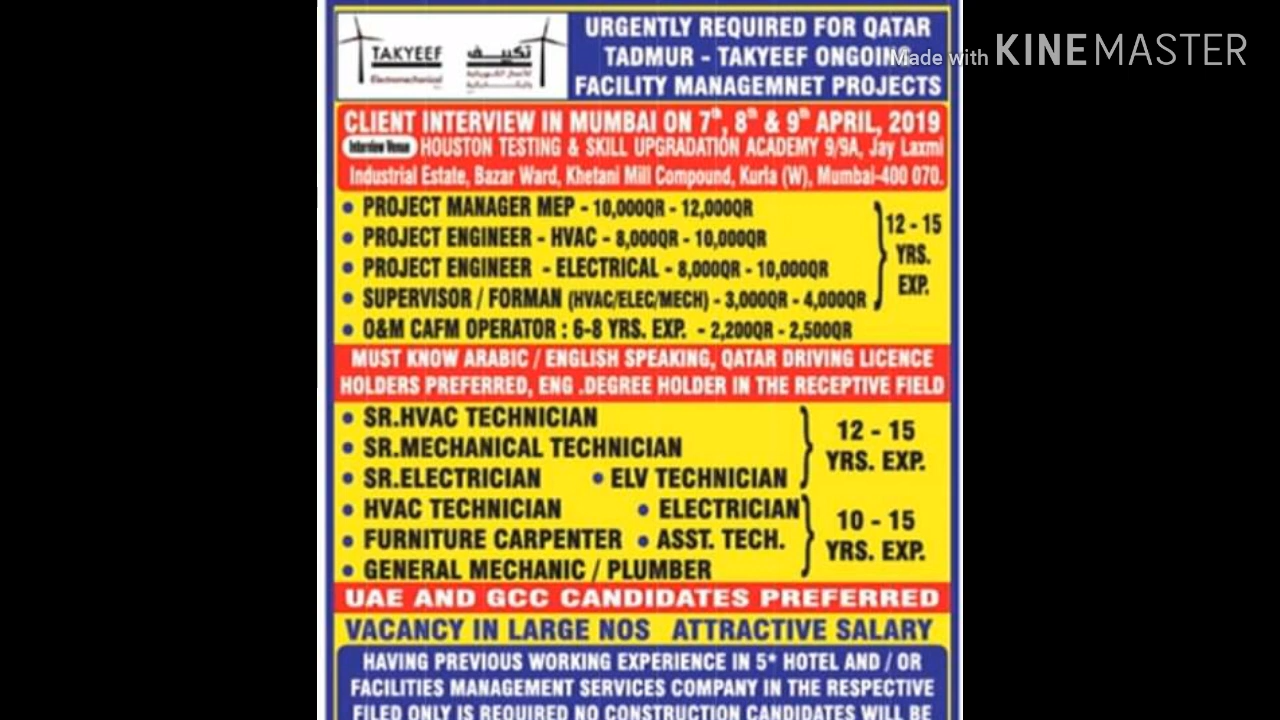 TAKYEEF
Electromechanical
تكييف
URGENTLY REQUIRED FOR QATAR
TADMUR - TAKYEEF ONGOING
FACILITY MANAGEMNET PROJECTS
Made with KINEMASTER
CLIENT INTERVIEW IN MUMBAI ON 7th, 8th & 9th APRIL, 2019
Interview Venue HOUSTON TESTING & SKILL UPGRADATION ACADEMY 9/9A, Jay Laxmi
Industrial Estate, Bazar Ward, Khetani Mill Compound, Kurla (W), Mumbai-400 070.
• PROJECT MANAGER MEP - 10,000QR - 12,000QR
• PROJECT ENGINEER - HVAC - 8,000QR - 10,000QR
• PROJECT ENGINEER - ELECTRICAL - 8,000QR - 10,000QR
• SUPERVISOR / FORMAN (HVAC/ELEC/MECH) - 3,000QR - 4,000QR
12 - 15
YRS.
EXP.
• O&M CAFM OPERATOR : 6-8 YRS. EXP. - 2,200QR - 2,500QR
MUST KNOW ARABIC / ENGLISH SPEAKING, QATAR DRIVING LICENCE
HOLDERS PREFERRED, ENG .DEGREE HOLDER IN THE RECEPTIVE FIELD
• SR.HVAC TECHNICIAN
• SR.MECHANICAL TECHNICIAN
• SR.ELECTRICIAN • ELV TECHNICIAN
12 - 15
YRS. EXP.
• HVAC TECHNICIAN • ELECTRICIAN
• FURNITURE CARPENTER • ASST. TECH.
• GENERAL MECHANIC / PLUMBER
10 - 15
YRS. EXP.
UAE AND GCC CANDIDATES PREFERRED
VACANCY IN LARGE NOS ATTRACTIVE SALARY
HAVING PREVIOUS WORKING EXPERIENCE IN 5* HOTEL AND / OR
FACILITIES MANAGEMENT SERVICES COMPANY IN THE RESPECTIVE
FILED ONLY IS REQUIRED NO CONSTRUCTION CANDIDATES WILL BE